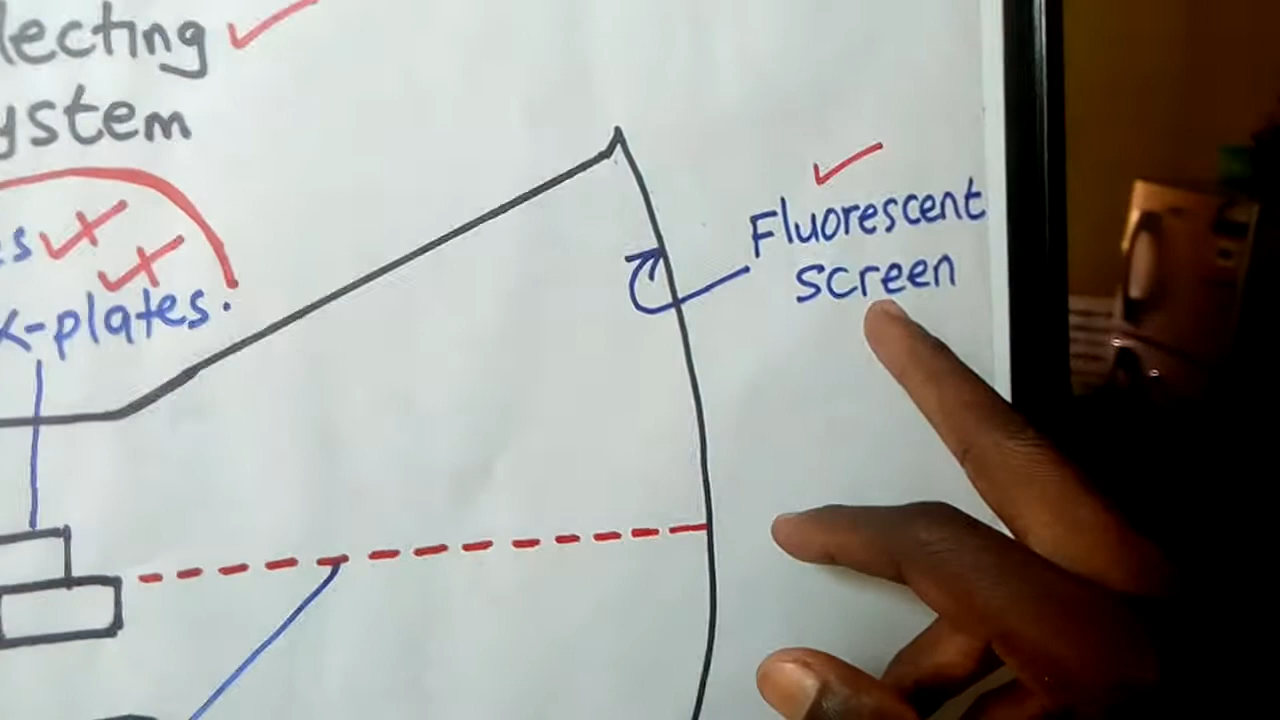 lecting
ystem
es
x-plates.
Fluorescent
screen